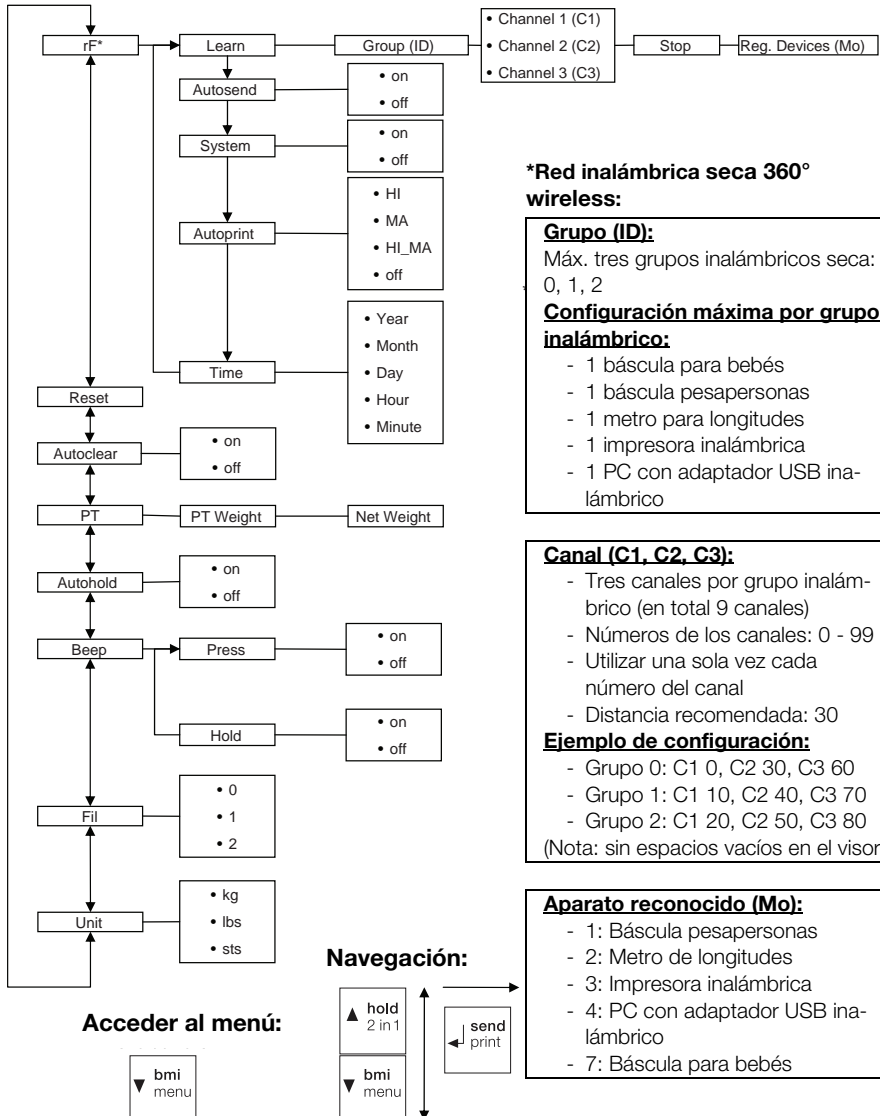 rF*
Learn
Group (ID)
• Channel 1 (C1)
• Channel 2 (C2)
• Channel 3 (C3)
Stop
Reg. Devices (Mo)
Autosend
• on
• off
System
• on
• off
Autoprint
• HI
• MA
• HI_MA
• off
Time
• Year
• Month
• Day
• Hour
• Minute
Reset
Autoclear
• on
• off
PT
PT Weight
Net Weight
Autohold
• on
• off
Beep
Press
• on
• off
Hold
• on
• off
Fil
• 0
• 1
• 2
Unit
• kg
• lbs
• sts
*Red inalámbrica seca 360°
wireless:
Grupo (ID):
Máx. tres grupos inalámbricos seca:
0, 1, 2
Configuración máxima por grupo
inalámbrico:
- 1 báscula para bebés
- 1 báscula pesapersonas
- 1 metro para longitudes
- 1 impresora inalámbrica
- 1 PC con adaptador USB ina-
lámbrico
Canal (C1, C2, C3):
- Tres canales por grupo inalám-
brico (en total 9 canales)
- Números de los canales: 0 - 99
- Utilizar una sola vez cada
número del canal
- Distancia recomendada: 30
Ejemplo de configuración:
- Grupo 0: C1 0, C2 30, C3 60
- Grupo 1: C1 10, C2 40, C3 70
- Grupo 2: C1 20, C2 50, C3 80
(Nota: sin espacios vacíos en el visor
Aparato reconocido (Mo):
- 1: Báscula pesapersonas
- 2: Metro de longitudes
- 3: Impresora inalámbrica
- 4: PC con adaptador USB ina-
lámbrico
- 7: Báscula para bebés
Acceder al menú:
▼ bmi
menu
Navegación:
▲ hold
2 in 1
▼ bmi
menu
send
print